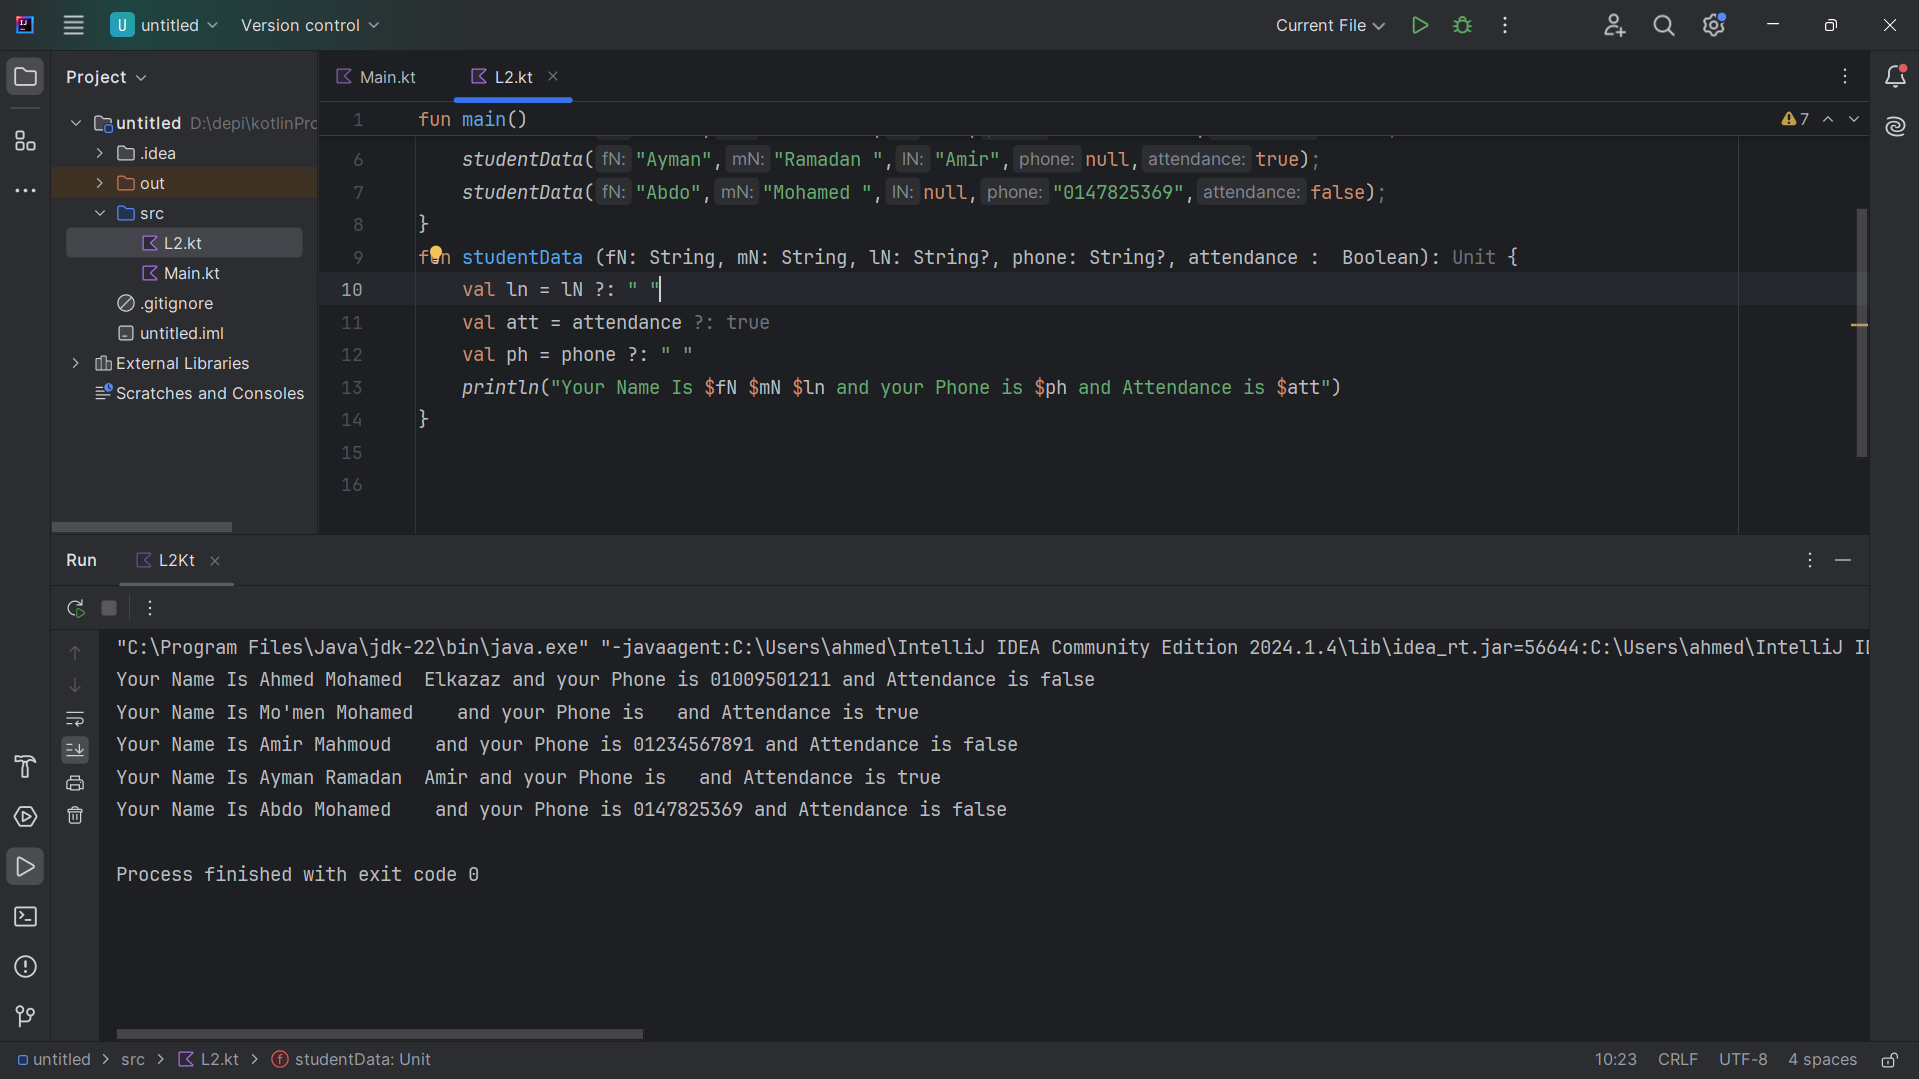 U untitled Version control Current File
Project
Main.kt L2.kt
untitled D:\depi\kotlinPro
.idea
out
src
L2.kt
Main.kt
.gitignore
untitled.iml
External Libraries
Scratches and Consoles
1 fun main()
7
6 studentData( fN: "Ayman", mN: "Ramadan ", lN: "Amir", phone: null, attendance: true);
7 studentData( fN: "Abdo", mN: "Mohamed ", lN: null, phone: "0147825369", attendance: false);
8 }
9 fun studentData (fN: String, mN: String, lN: String?, phone: String?, attendance :  Boolean): Unit {
10 val ln = lN ?: " "
11 val att = attendance ?: true
12 val ph = phone ?: " "
13 println("Your Name Is $fN $mN $ln and your Phone is $ph and Attendance is $att")
14 }
15
16
Run L2Kt
"C:\Program Files\Java\jdk-22\bin\java.exe" "-javaagent:C:\Users\ahmed\IntelliJ IDEA Community Edition 2024.1.4\lib\idea_rt.jar=56644:C:\Users\ahmed\IntelliJ ID
Your Name Is Ahmed Mohamed  Elkazaz and your Phone is 01009501211 and Attendance is false
Your Name Is Mo'men Mohamed    and your Phone is   and Attendance is true
Your Name Is Amir Mahmoud    and your Phone is 01234567891 and Attendance is false
Your Name Is Ayman Ramadan  Amir and your Phone is   and Attendance is true
Your Name Is Abdo Mohamed    and your Phone is 0147825369 and Attendance is false
Process finished with exit code 0
untitled > src > L2.kt > studentData: Unit 10:23 CRLF UTF-8 4 spaces